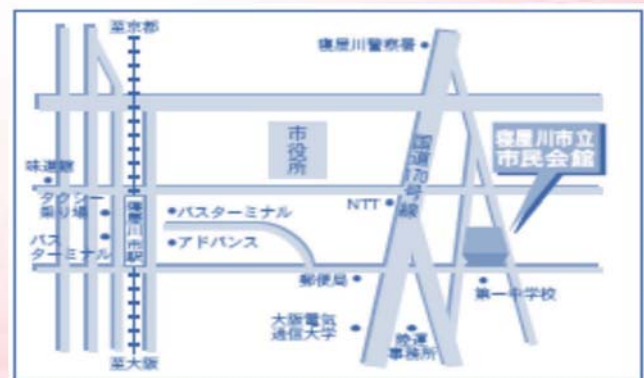 至京都
寝屋川警察署
市役所
国道170号線
寝屋川市立
市民会館
味道館
タクシー
乗り場
バス
ターミナル
寝屋川市駅
バスターミナル
アドバンス
NTT
郵便局
第一中学校
大阪電気
通信大学
陸運
事務所
至大阪